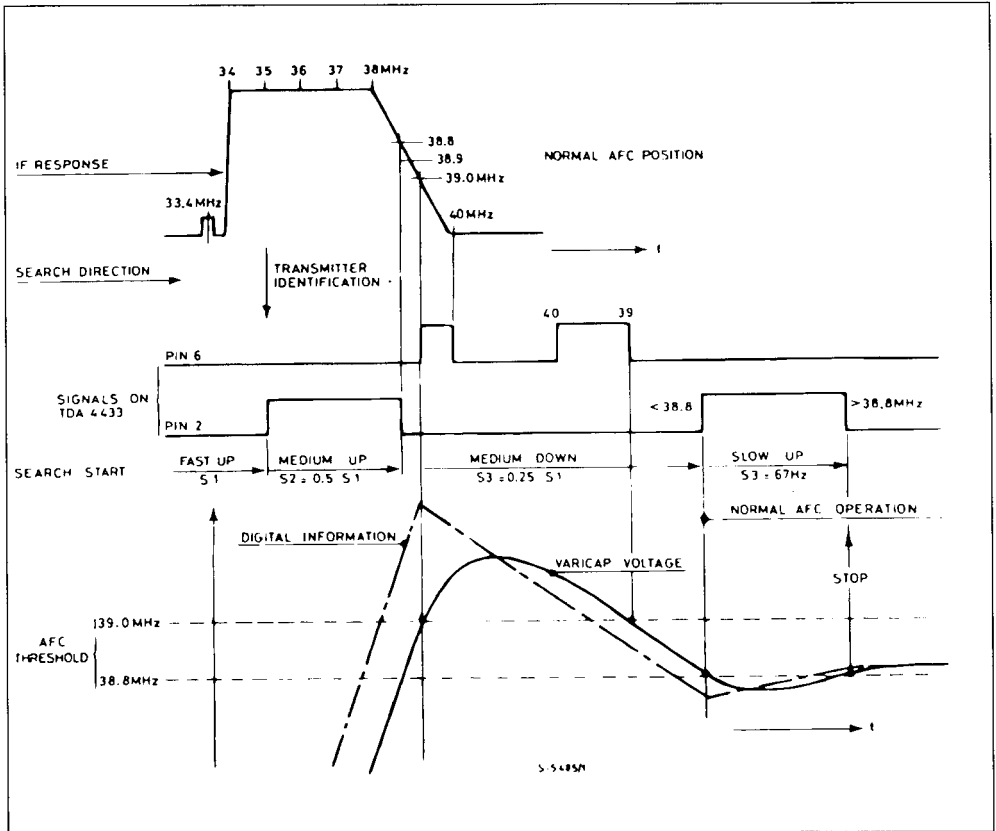 34 35 36 37 38MHz
38.8
38.9
39.0MHz
NORMAL AFC POSITION
IF RESPONSE
33.4MHz
40MHz
f
SEARCH DIRECTION
TRANSMITTER
IDENTIFICATION
40 39
PIN 6
SIGNALS ON
TDA 4433
PIN 2
<38.8
>38.8MHz
SEARCH START
FAST UP
S1
MEDIUM UP
S2=0.5 S1
MEDIUM DOWN
S3=0.25 S1
SLOW UP
S3=67Hz
NORMAL AFC OPERATION
DIGITAL INFORMATION
VARICAP VOLTAGE
STOP
39.0MHz
AFC
THRESHOLD
38.8MHz
t